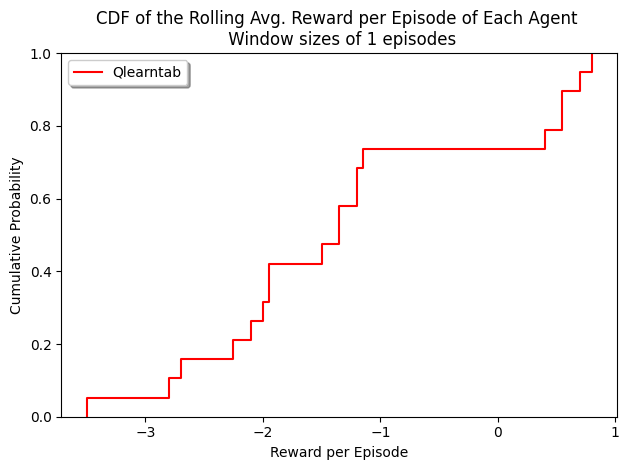 CDF of the Rolling Avg. Reward per Episode of Each Agent
Window sizes of 1 episodes
Qlearntab
1.0
0.8
0.6
0.4
0.2
0.0
Cumulative Probability
−3
−2
−1
0
1
Reward per Episode